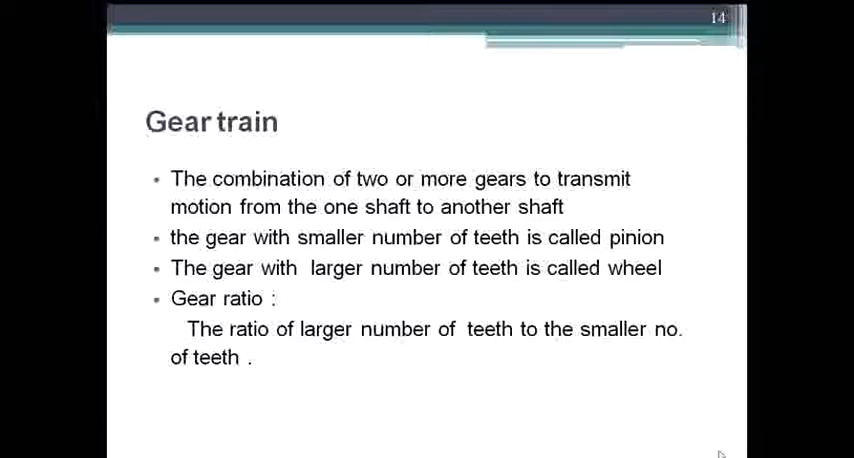 14
Gear train
• The combination of two or more gears to transmit
motion from the one shaft to another shaft
• the gear with smaller number of teeth is called pinion
• The gear with larger number of teeth is called wheel
• Gear ratio :
The ratio of larger number of teeth to the smaller no.
of teeth .